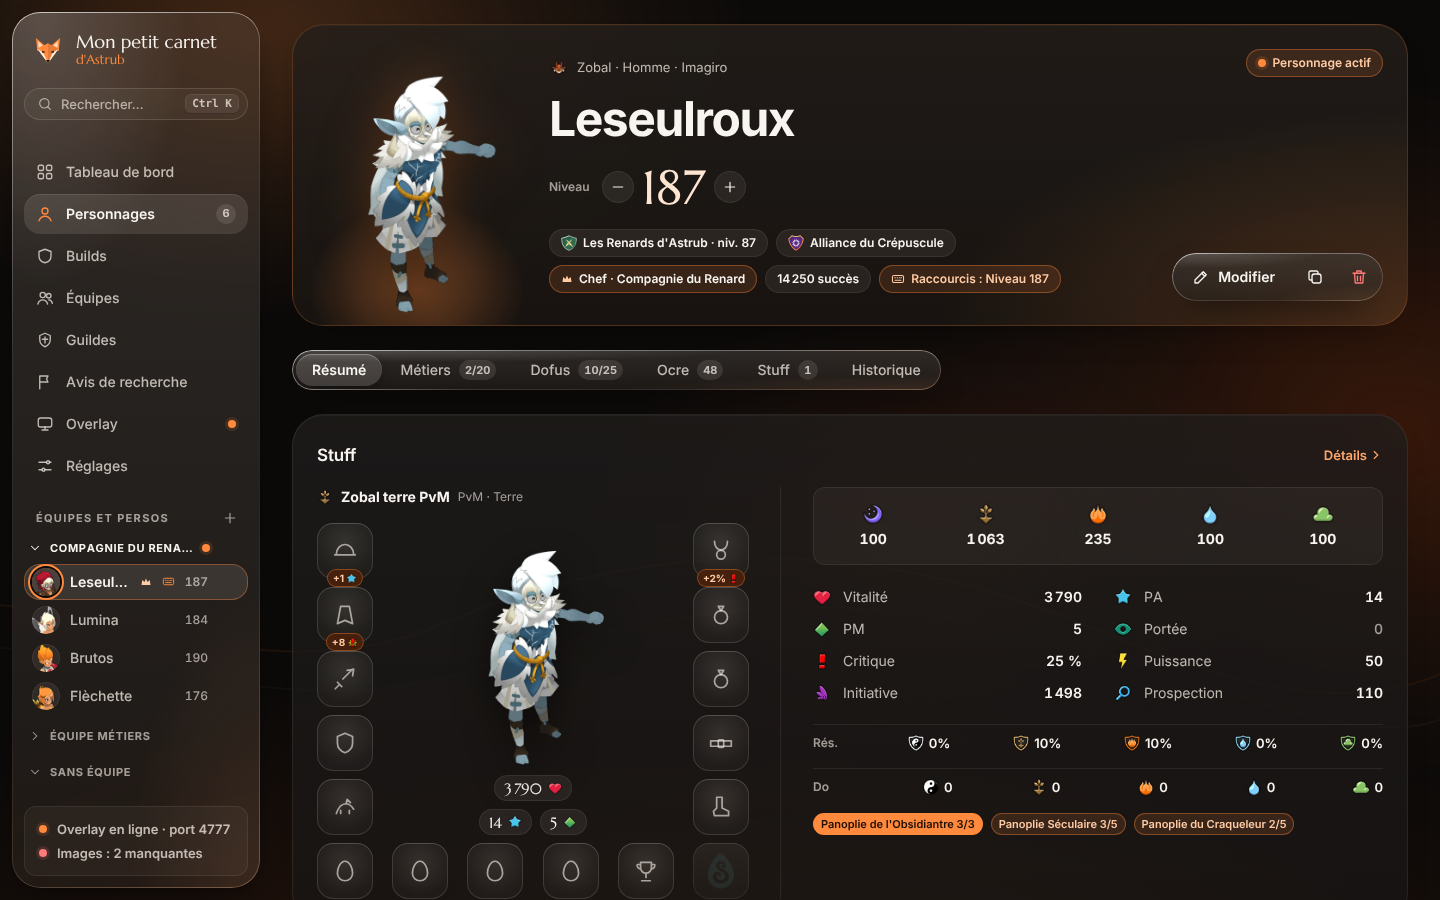 Mon petit carnet
d'Astrub
Rechercher...
Ctrl K
Tableau de bord
Personnages 6
Builds
Équipes
Guildes
Avis de recherche
Overlay
Réglages
ÉQUIPES ET PERSOS
COMPAGNIE DU RENA...
Leseul... 187
Lumina 184
Brutos 190
Flèchette 176
ÉQUIPE MÉTIERS
SANS ÉQUIPE
Overlay en ligne · port 4777
Images : 2 manquantes
Zobal · Homme · Imagiro
Personnage actif
Leseulroux
Niveau − 187 +
Les Renards d'Astrub · niv. 87
Alliance du Crépuscule
Chef · Compagnie du Renard
14 250 succès
Raccourcis : Niveau 187
Modifier
Résumé
Métiers 2/20
Dofus 10/25
Ocre 48
Stuff 1
Historique
Stuff
Détails
Zobal terre PvM PvM · Terre
+1
+2%
+8
3 790
14
5
100 1 063 235 100 100
Vitalité 3 790
PA 14
PM 5
Portée 0
Critique 25 %
Puissance 50
Initiative 1 498
Prospection 110
Rés. 0% 10% 10% 0% 0%
Do 0 0 0 0 0
Panoplie de l'Obsidiantre 3/3
Panoplie Séculaire 3/5
Panoplie du Craqueleur 2/5